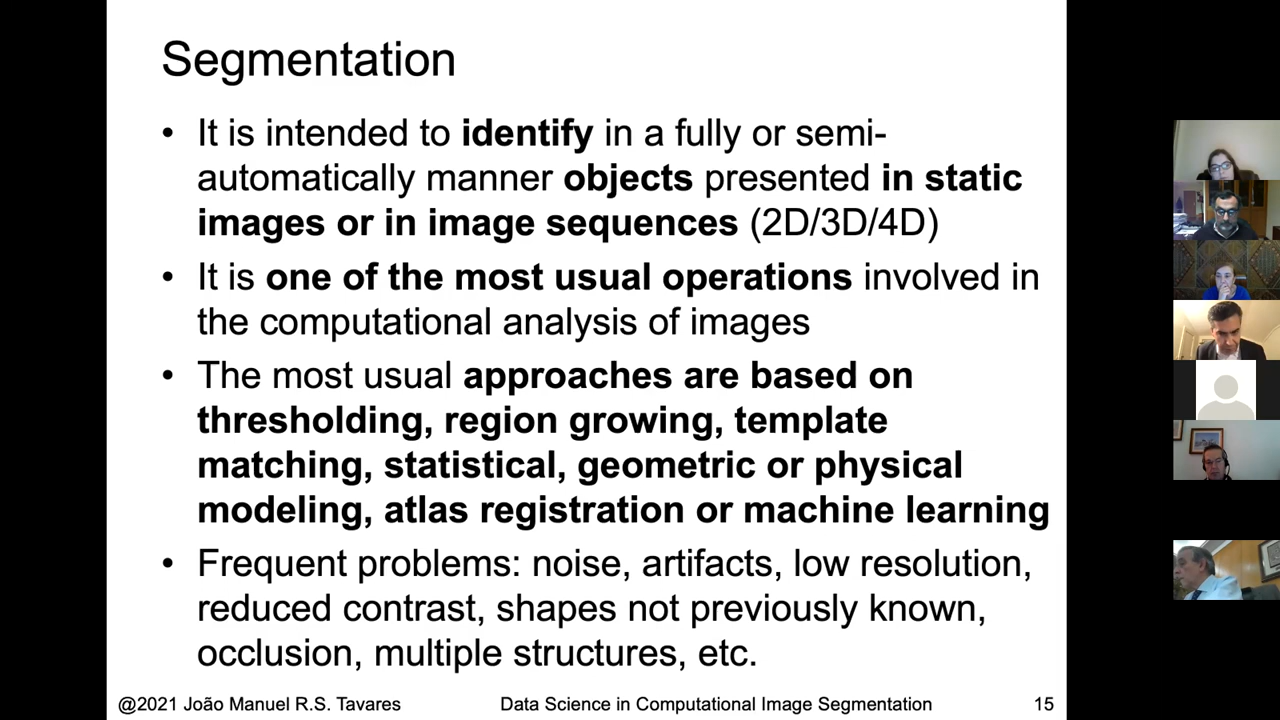 Segmentation
• It is intended to identify in a fully or semi-
automatically manner objects presented in static
images or in image sequences (2D/3D/4D)
• It is one of the most usual operations involved in
the computational analysis of images
• The most usual approaches are based on
thresholding, region growing, template
matching, statistical, geometric or physical
modeling, atlas registration or machine learning
• Frequent problems: noise, artifacts, low resolution,
reduced contrast, shapes not previously known,
occlusion, multiple structures, etc.
@2021 João Manuel R.S. Tavares Data Science in Computational Image Segmentation 15